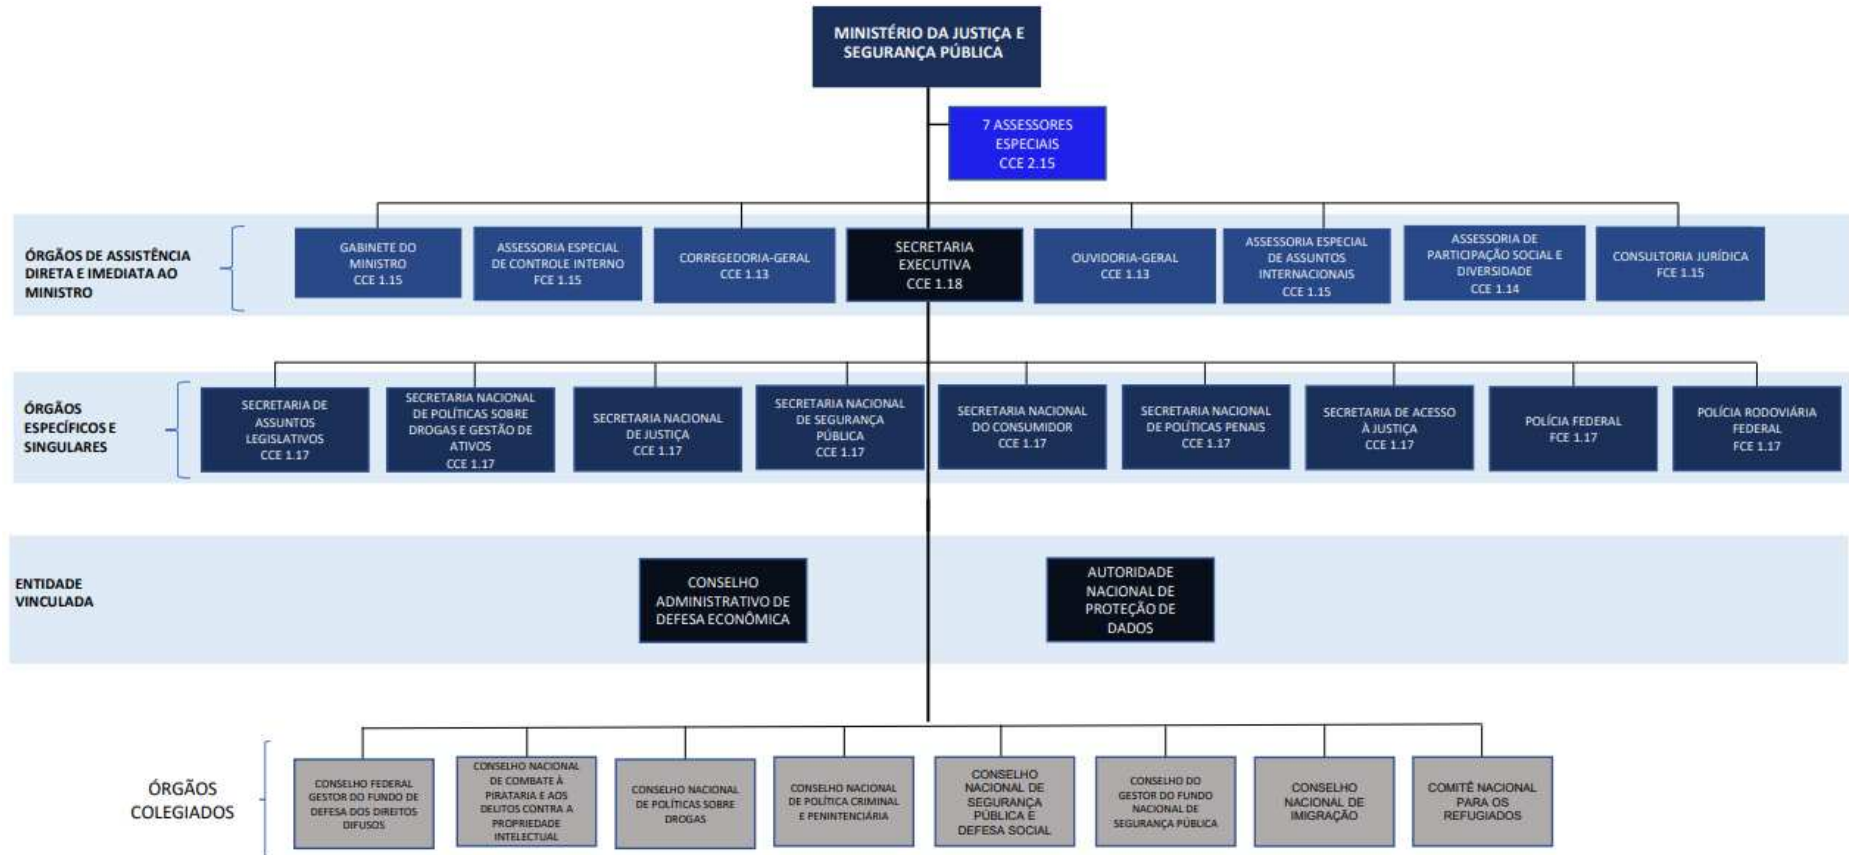 MINISTÉRIO DA JUSTIÇA E
SEGURANÇA PÚBLICA
7 ASSESSORES
ESPECIAIS
CCE 2.15
ÓRGÃOS DE ASSISTÊNCIA
DIRETA E IMEDIATA AO
MINISTRO
GABINETE DO
MINISTRO
CCE 1.15
ASSESSORIA ESPECIAL
DE CONTROLE INTERNO
FCE 1.15
CORREGEDORIA-GERAL
CCE 1.13
SECRETARIA
EXECUTIVA
CCE 1.18
OUVIDORIA-GERAL
CCE 1.13
ASSESSORIA ESPECIAL
DE ASSUNTOS
INTERNACIONAIS
CCE 1.15
ASSESSORIA DE
PARTICIPAÇÃO SOCIAL E
DIVERSIDADE
CCE 1.14
CONSULTORIA JURÍDICA
FCE 1.15
ÓRGÃOS
ESPECÍFICOS E
SINGULARES
SECRETARIA DE
ASSUNTOS
LEGISLATIVOS
CCE 1.17
SECRETARIA NACIONAL
DE POLÍTICAS SOBRE
DROGAS E GESTÃO DE
ATIVOS
CCE 1.17
SECRETARIA NACIONAL
DE JUSTIÇA
CCE 1.17
SECRETARIA NACIONAL
DE SEGURANÇA
PÚBLICA
CCE 1.17
SECRETARIA NACIONAL
DO CONSUMIDOR
CCE 1.17
SECRETARIA NACIONAL
DE POLÍTICAS PENAIS
CCE 1.17
SECRETARIA DE ACESSO
À JUSTIÇA
CCE 1.17
POLÍCIA FEDERAL
FCE 1.17
POLÍCIA RODOVIÁRIA
FEDERAL
FCE 1.17
ENTIDADE
VINCULADA
CONSELHO
ADMINISTRATIVO DE
DEFESA ECONÔMICA
AUTORIDADE
NACIONAL DE
PROTEÇÃO DE
DADOS
ÓRGÃOS
COLEGIADOS
CONSELHO FEDERAL
GESTOR DO FUNDO DE
DEFESA DOS DIREITOS
DIFUSOS
CONSELHO NACIONAL
DE COMBATE À
PIRATARIA E AOS
DELITOS CONTRA A
PROPRIEDADE
INTELECTUAL
CONSELHO NACIONAL
DE POLÍTICAS SOBRE
DROGAS
CONSELHO NACIONAL
DE POLÍTICA CRIMINAL
E PENINTENCIÁRIA
CONSELHO
NACIONAL DE
SEGURANÇA
PÚBLICA E
DEFESA SOCIAL
CONSELHO DO
GESTOR DO FUNDO
NACIONAL DE
SEGURANÇA PÚBLICA
CONSELHO
NACIONAL DE
IMIGRAÇÃO
COMITÊ NACIONAL
PARA OS
REFUGIADOS